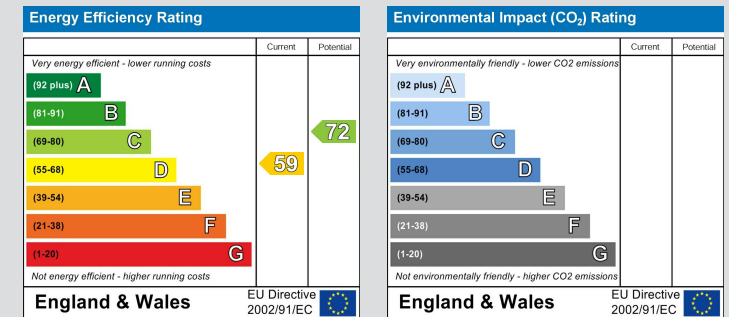 Energy Efficiency Rating
Current Potential
Very energy efficient - lower running costs
(92 plus) A
(81-91) B
(69-80) C
(55-68) D
(39-54) E
(21-38) F
(1-20) G
59
72
Not energy efficient - higher running costs
England & Wales
EU Directive
2002/91/EC
Environmental Impact (CO₂) Rating
Current Potential
Very environmentally friendly - lower CO2 emissions
(92 plus) A
(81-91) B
(69-80) C
(55-68) D
(39-54) E
(21-38) F
(1-20) G
Not environmentally friendly - higher CO2 emissions
England & Wales
EU Directive
2002/91/EC